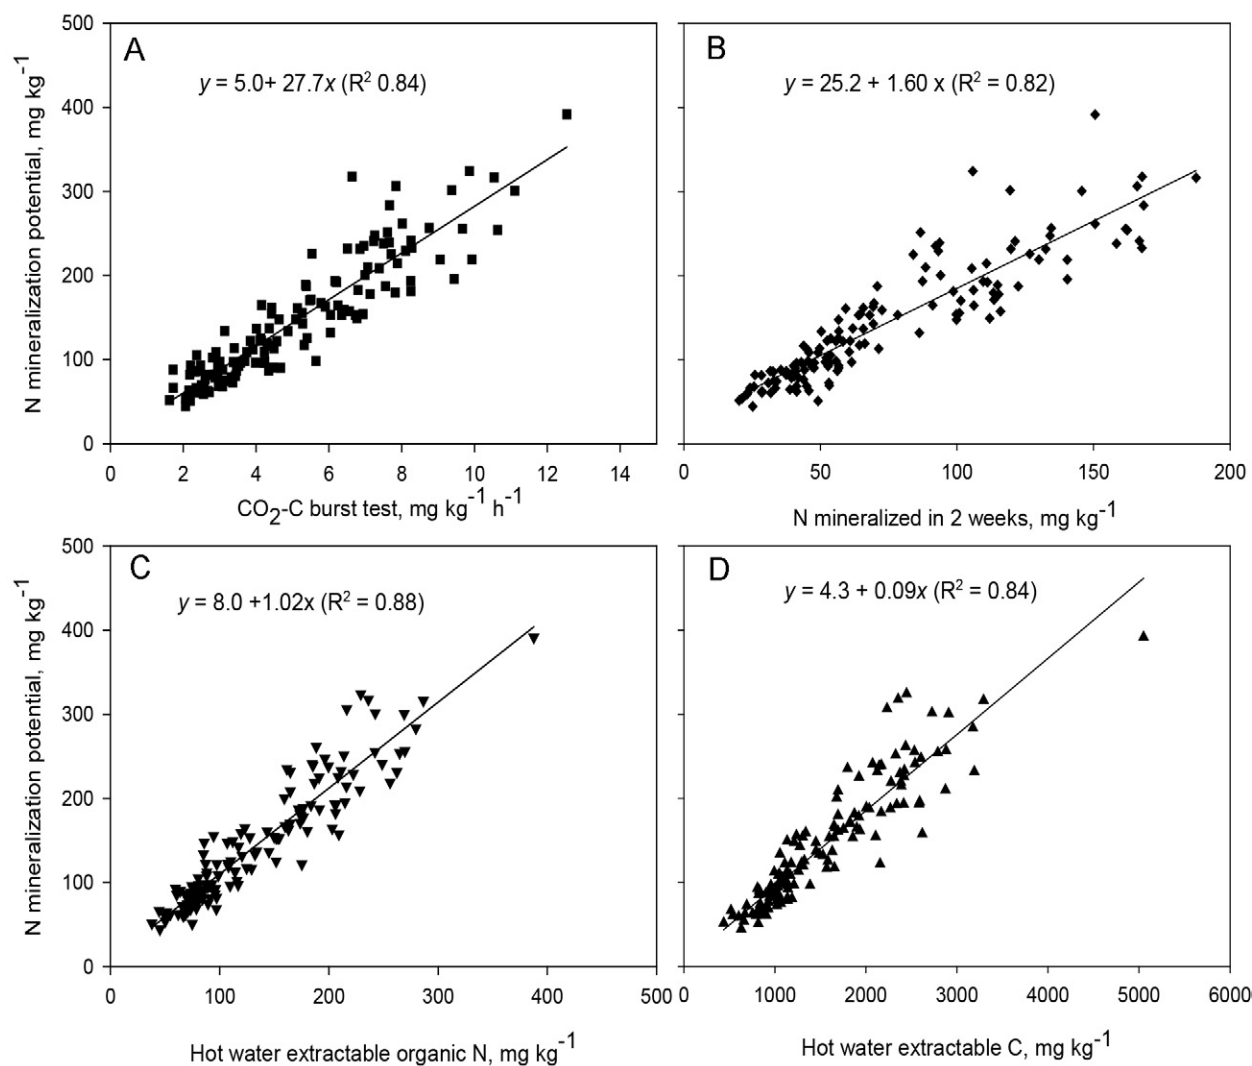 A
y = 5.0+ 27.7x (R² 0.84)
N mineralization potential, mg kg⁻¹
500
400
300
200
100
0
0 2 4 6 8 10 12 14
CO₂-C burst test, mg kg⁻¹ h⁻¹
B
y = 25.2 + 1.60 x (R² = 0.82)
0 50 100 150 200
N mineralized in 2 weeks, mg kg⁻¹
C
y = 8.0 +1.02x (R² = 0.88)
N mineralization potential, mg kg⁻¹
500
400
300
200
100
0
0 100 200 300 400 500
Hot water extractable organic N, mg kg⁻¹
D
y = 4.3 + 0.09x (R² = 0.84)
0 1000 2000 3000 4000 5000 6000
Hot water extractable C, mg kg⁻¹